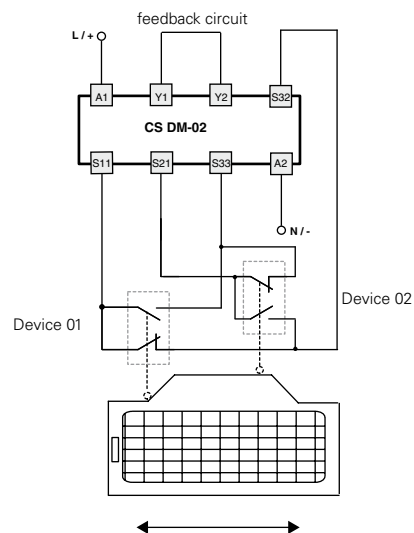 feedback circuit
L / +
A1
Y1
Y2
S32
CS DM-02
S11
S21
S33
A2
N / -
Device 01
Device 02